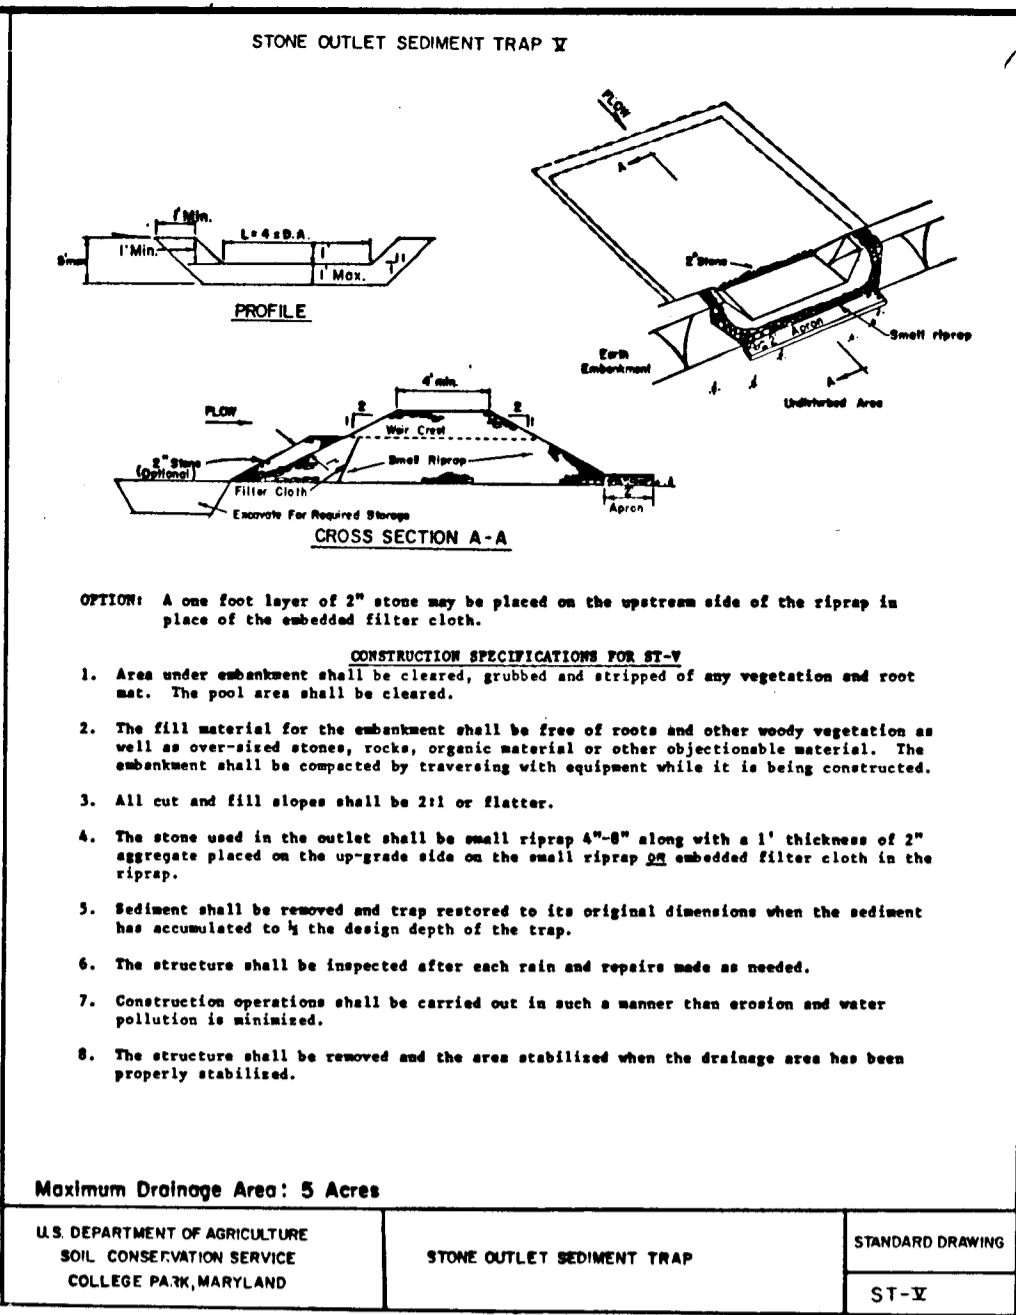 STONE OUTLET SEDIMENT TRAP V
FLOW
A
1' Min.
L = 4 x D.A.
1' Min.
1'
5' max
1' Max.
1
1
PROFILE
2" Stone
Apron
Small riprap
Earth
Embankment
A
Undisturbed Area
4' min.
FLOW
2
1
2
1
Weir Crest
2" Stone
(Optional)
Small Riprap
Filter Cloth
2'
Apron
Excavate For Required Storage
CROSS SECTION A-A
OPTION: A one foot layer of 2" stone may be placed on the upstream side of the riprap in
place of the embedded filter cloth.
CONSTRUCTION SPECIFICATIONS FOR ST-V
1. Area under embankment shall be cleared, grubbed and stripped of any vegetation and root
mat. The pool area shall be cleared.
2. The fill material for the embankment shall be free of roots and other woody vegetation as
well as over-sized stones, rocks, organic material or other objectionable material. The
embankment shall be compacted by traversing with equipment while it is being constructed.
3. All cut and fill slopes shall be 2:1 or flatter.
4. The stone used in the outlet shall be small riprap 4"-8" along with a 1' thickness of 2"
aggregate placed on the up-grade side on the small riprap OR embedded filter cloth in the
riprap.
5. Sediment shall be removed and trap restored to its original dimensions when the sediment
has accumulated to ½ the design depth of the trap.
6. The structure shall be inspected after each rain and repairs made as needed.
7. Construction operations shall be carried out in such a manner than erosion and water
pollution is minimized.
8. The structure shall be removed and the area stabilized when the drainage area has been
properly stabilized.
Maximum Drainage Area: 5 Acres
U.S. DEPARTMENT OF AGRICULTURE
SOIL CONSERVATION SERVICE
COLLEGE PARK, MARYLAND
STONE OUTLET SEDIMENT TRAP
STANDARD DRAWING
ST-V